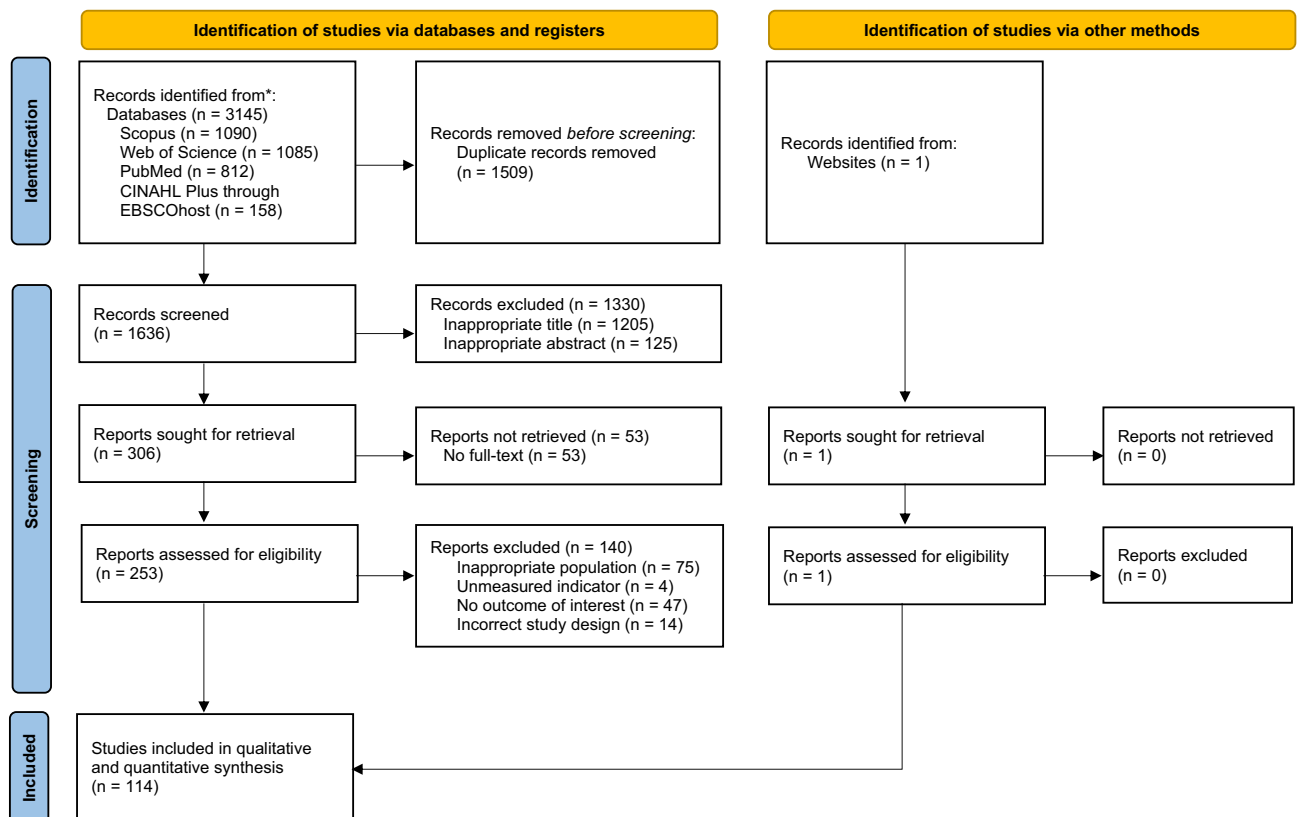 Identification of studies via databases and registers
Identification of studies via other methods
Identification
Records identified from*:
Databases (n = 3145)
Scopus (n = 1090)
Web of Science (n = 1085)
PubMed (n = 812)
CINAHL Plus through
EBSCOhost (n = 158)
Records removed before screening:
Duplicate records removed
(n = 1509)
Records identified from:
Websites (n = 1)
Screening
Records screened
(n = 1636)
Records excluded (n = 1330)
Inappropriate title (n = 1205)
Inappropriate abstract (n = 125)
Reports sought for retrieval
(n = 306)
Reports not retrieved (n = 53)
No full-text (n = 53)
Reports sought for retrieval
(n = 1)
Reports not retrieved
(n = 0)
Reports assessed for eligibility
(n = 253)
Reports excluded (n = 140)
Inappropriate population (n = 75)
Unmeasured indicator (n = 4)
No outcome of interest (n = 47)
Incorrect study design (n = 14)
Reports assessed for eligibility
(n = 1)
Reports excluded
(n = 0)
Included
Studies included in qualitative
and quantitative synthesis
(n = 114)